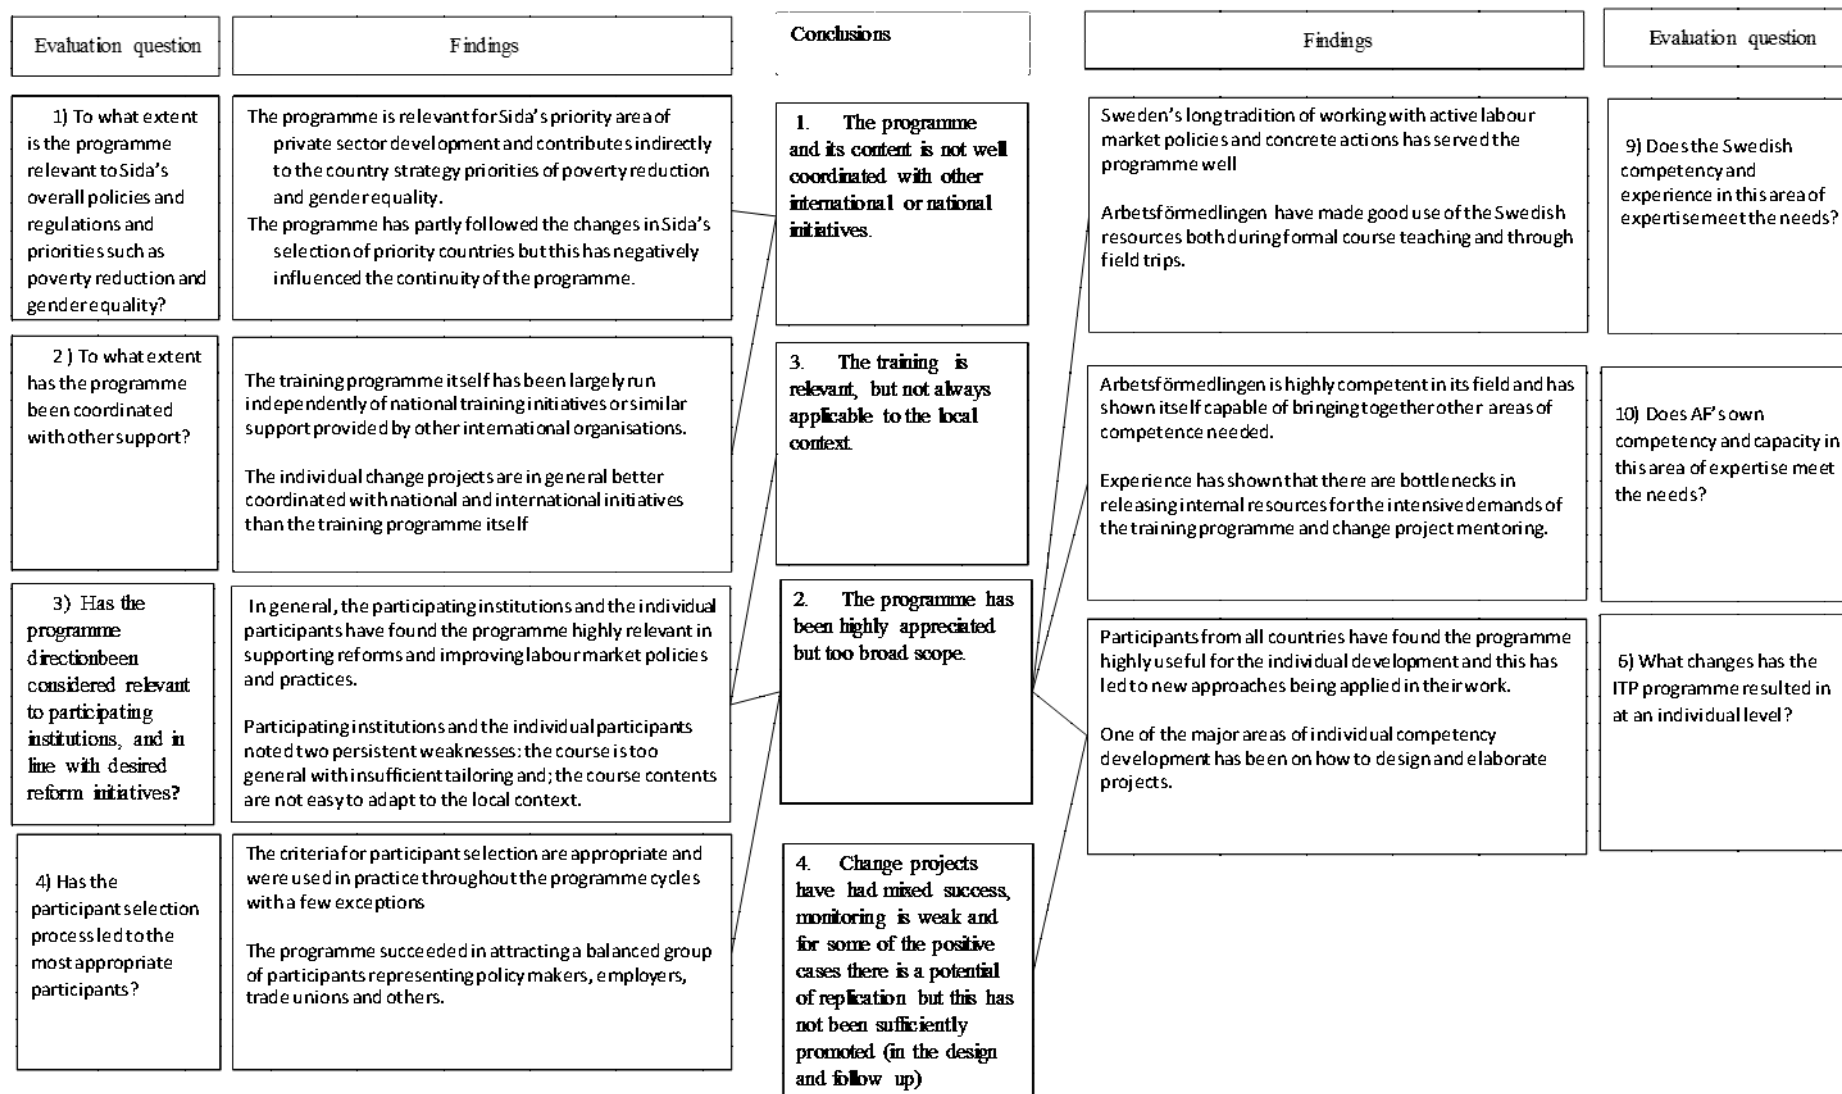 Evaluation question
Findings
Conclusions
Findings
Evaluation question
1) To what extent
is the programme
relevant to Sida's
overall policies and
regulations and
priorities such as
poverty reduction and
gender equality?
The programme is relevant for Sida's priority area of
private sector development and contributes indirectly
to the country strategy priorities of poverty reduction
and gender equality.
The programme has partly followed the changes in Sida's
selection of priority countries but this has negatively
influenced the continuity of the programme.
1. The programme
and its content is not well
coordinated with other
international or national
initiatives.
Sweden's long tradition of working with active labour
market policies and concrete actions has served the
programme well
Arbetsförmedlingen have made good use of the Swedish
resources both during formal course teaching and through
field trips.
9) Does the Swedish
competency and
experience in this area of
expertise meet the needs?
2) To what extent
has the programme
been coordinated
with other support?
The training programme itself has been largely run
independently of national training initiatives or similar
support provided by other international organisations.
The individual change projects are in general better
coordinated with national and international initiatives
than the training programme itself
3. The training is
relevant, but not always
applicable to the local
context.
Arbetsförmedlingen is highly competent in its field and has
shown itself capable of bringing together other areas of
competence needed.
Experience has shown that there are bottlenecks in
releasing internal resources for the intensive demands of
the training programme and change project mentoring.
10) Does AF's own
competency and capacity in
this area of expertise meet
the needs?
3) Has the
programme
directionbeen
considered relevant
to participating
institutions, and in
line with desired
reform initiatives?
In general, the participating institutions and the individual
participants have found the programme highly relevant in
supporting reforms and improving labour market policies
and practices.
Participating institutions and the individual participants
noted two persistent weaknesses: the course is too
general with insufficient tailoring and; the course contents
are not easy to adapt to the local context.
2. The programme has
been highly appreciated
but too broad scope.
Participants from all countries have found the programme
highly useful for the individual development and this has
led to new approaches being applied in their work.
One of the major areas of individual competency
development has been on how to design and elaborate
projects.
6) What changes has the
ITP programme resulted in
at an individual level?
4) Has the
participant selection
process led to the
most appropriate
participants?
The criteria for participant selection are appropriate and
were used in practice throughout the programme cycles
with a few exceptions
The programme succeeded in attracting a balanced group
of participants representing policy makers, employers,
trade unions and others.
4. Change projects
have had mixed success,
monitoring is weak and
for some of the positive
cases there is a potential
of replication but this has
not been sufficiently
promoted (in the design
and follow up)